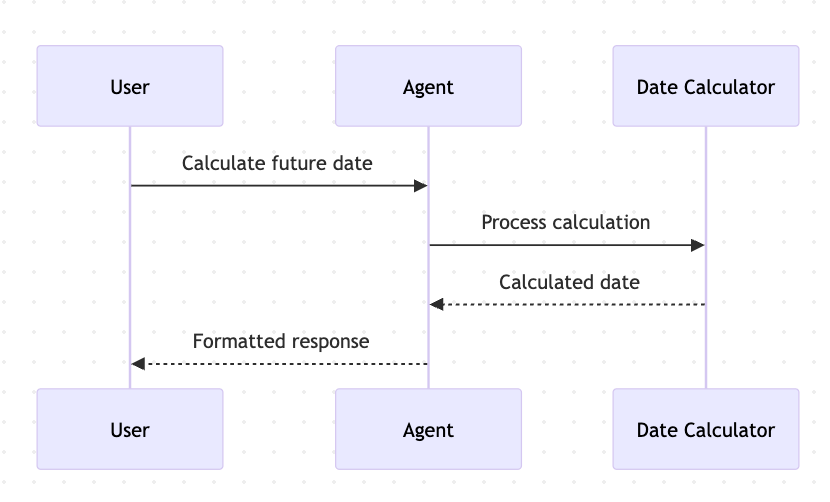 User
Agent
Date Calculator
Calculate future date
Process calculation
Calculated date
Formatted response
User
Agent
Date Calculator